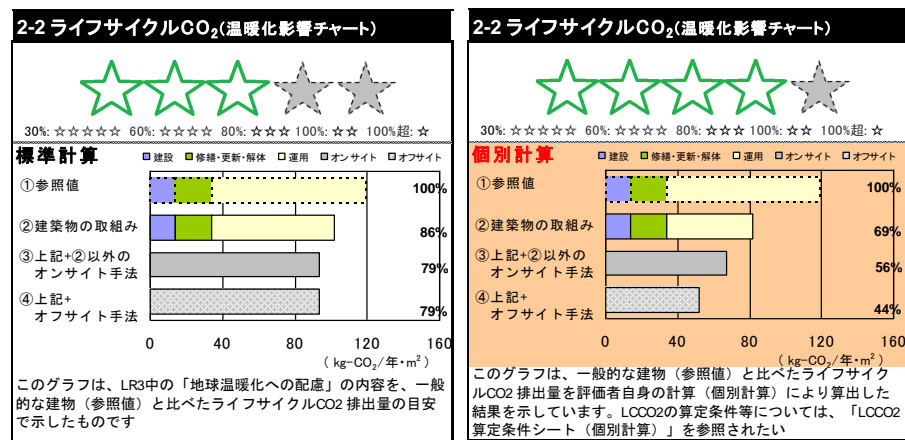 2-2 ライフサイクルCO₂(温暖化影響チャート)
30%: ☆☆☆☆☆ 60%: ☆☆☆☆ 80%: ☆☆☆ 100%: ☆☆ 100%超: ☆
標準計算
建設 修繕・更新・解体 運用 オンサイト オフサイト
①参照値 100%
②建築物の取組み 86%
③上記+②以外の
オンサイト手法 79%
④上記+
オフサイト手法 79%
0 40 80 120 160
( kg-CO₂/年・m² )
このグラフは、LR3中の「地球温暖化への配慮」の内容を、一般
的な建物(参照値)と比べたライフサイクルCO2 排出量の目安
で示したものです
2-2 ライフサイクルCO₂(温暖化影響チャート)
30%: ☆☆☆☆☆ 60%: ☆☆☆☆ 80%: ☆☆☆ 100%: ☆☆ 100%超: ☆
個別計算
建設 修繕・更新・解体 運用 オンサイト オフサイト
①参照値 100%
②建築物の取組み 69%
③上記+②以外の
オンサイト手法 56%
④上記+
オフサイト手法 44%
0 40 80 120 160
( kg-CO₂/年・m² )
このグラフは、一般的な建物(参照値)と比べたライフサイク
ルCO2 排出量を評価者自身の計算(個別計算)により算出した
結果を示しています。LCCO2の算定条件等については、「LCCO2
算定条件シート(個別計算)」を参照されたい